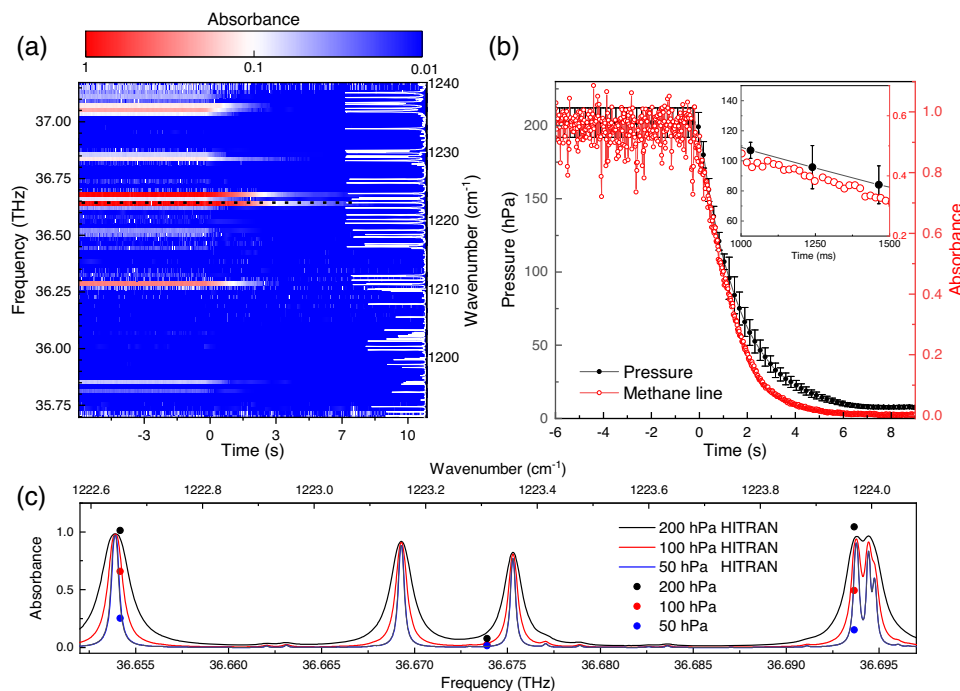 (a)
Absorbance
1 0.1 0.01
Frequency (THz)
37.00
36.75
36.50
36.25
36.00
35.75
1240
1230
1220
1210
1200
Wavenumber (cm⁻¹)
-3 0 3 7 10
Time (s)
(b)
Pressure (hPa)
200
150
100
50
0
1.0
0.8
0.6
0.4
0.2
0.0
Absorbance
140
120
100
80
60
0.6
0.4
0.2
1000 1250 1500
Time (ms)
Pressure
Methane line
-6 -4 -2 0 2 4 6 8
Time (s)
(c)
Wavenumber (cm⁻¹)
1222.6 1222.8 1223.0 1223.2 1223.4 1223.6 1223.8 1224.0
Absorbance
1.0
0.5
0.0
200 hPa HITRAN
100 hPa HITRAN
50 hPa HITRAN
200 hPa
100 hPa
50 hPa
36.655 36.660 36.665 36.670 36.675 36.680 36.685 36.690 36.695
Frequency (THz)